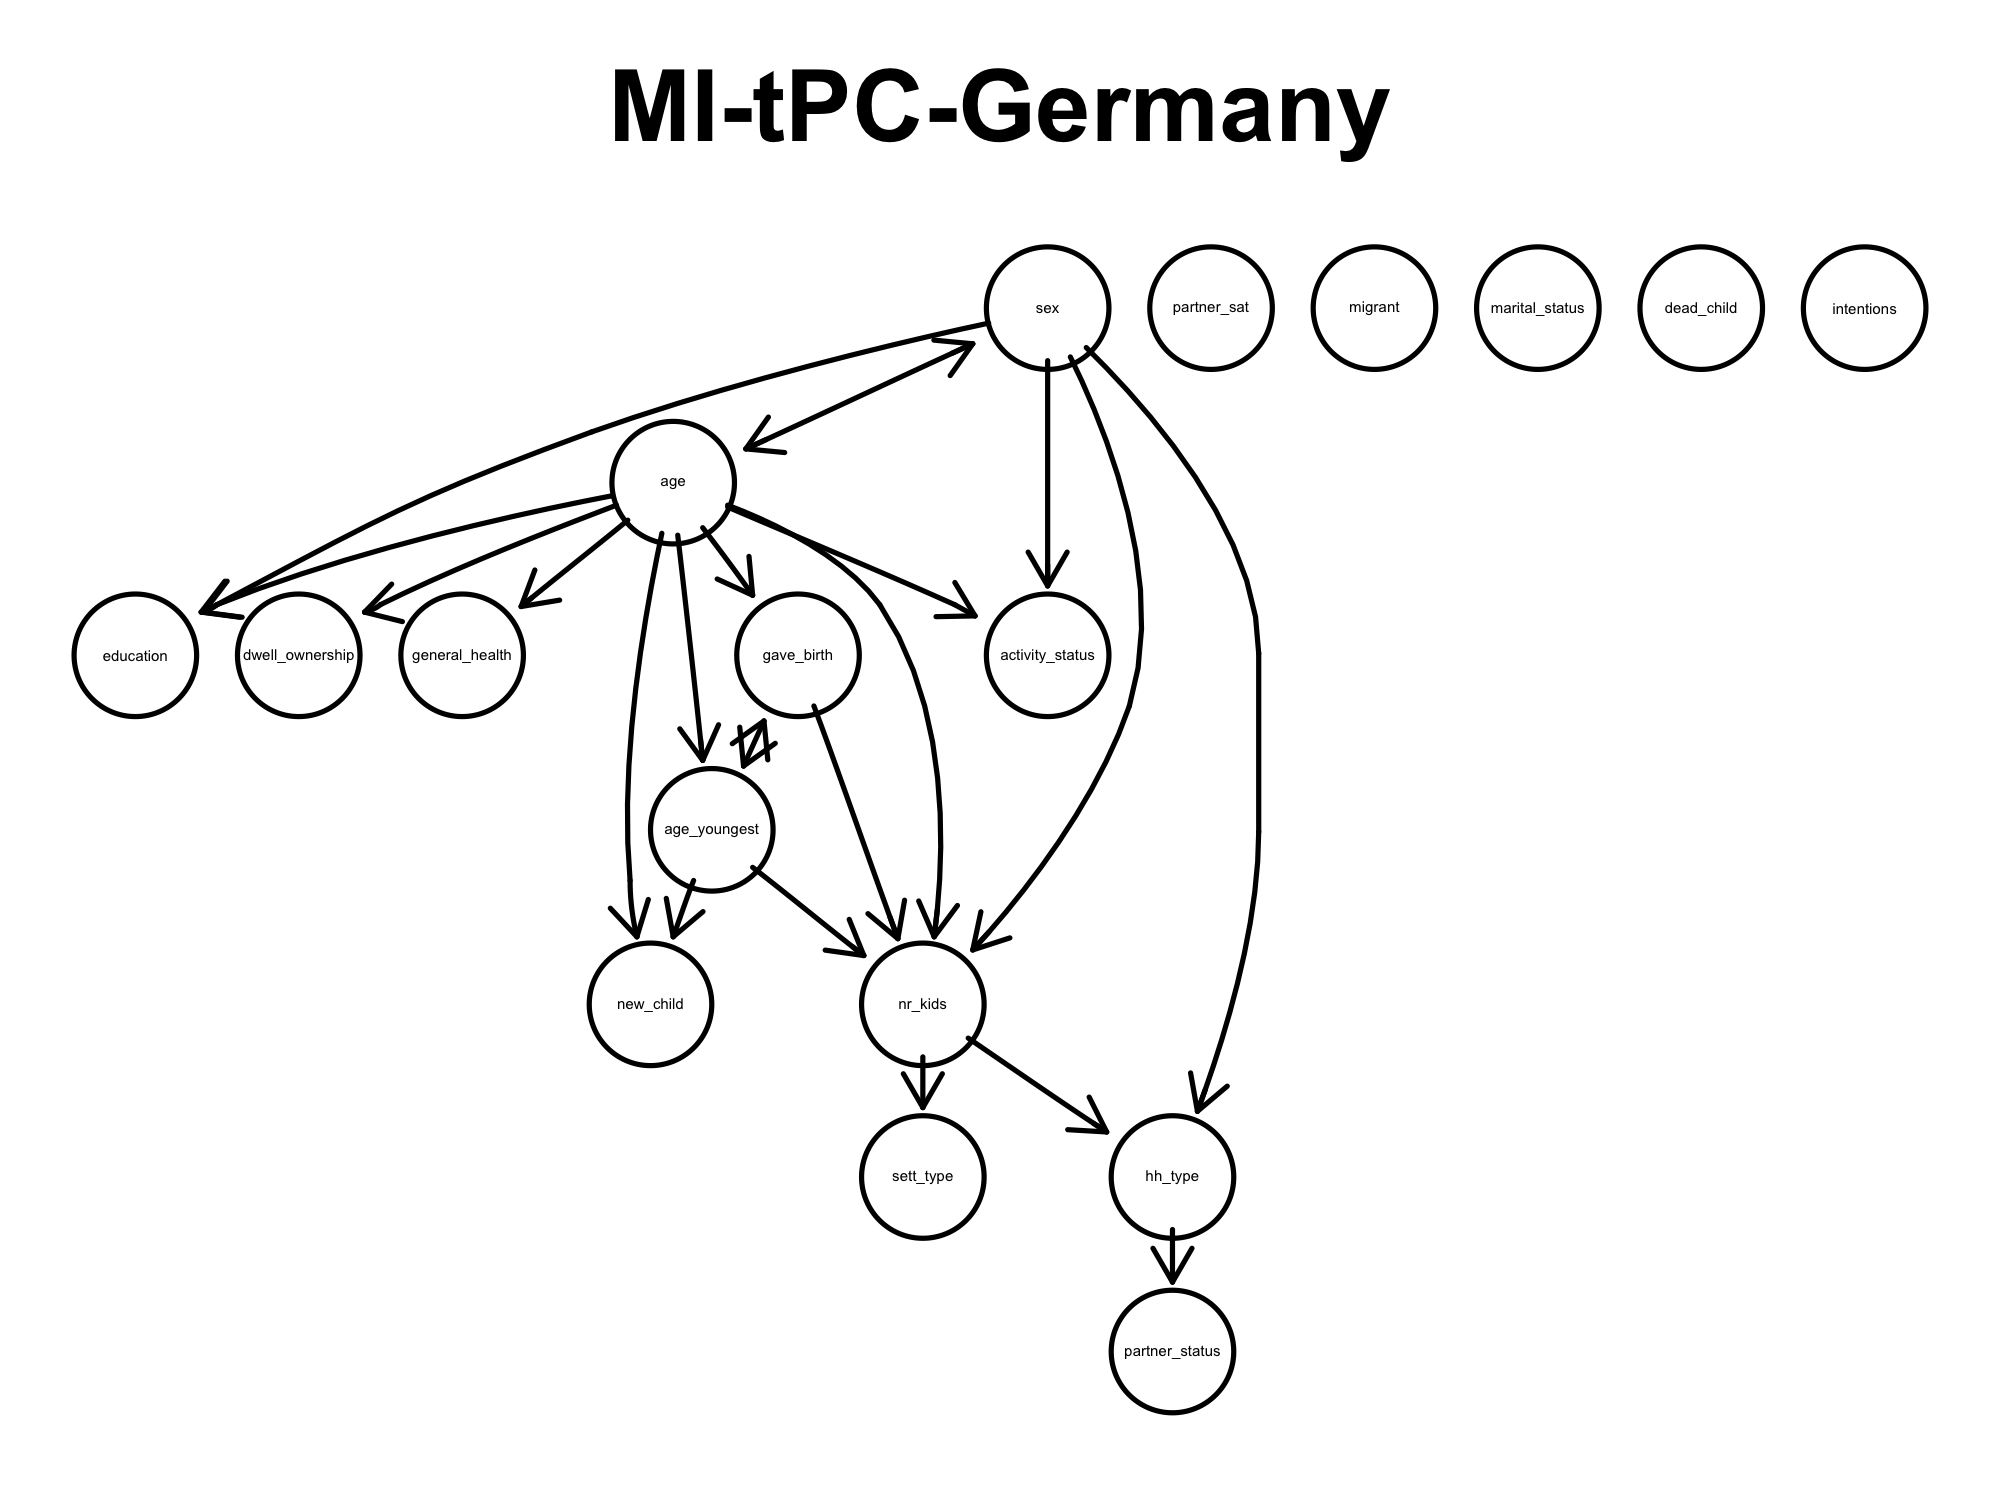 MI-tPC-Germany
sex
partner_sat
migrant
marital_status
dead_child
intentions
age
education
dwell_ownership
general_health
gave_birth
activity_status
age_youngest
new_child
nr_kids
sett_type
hh_type
partner_status